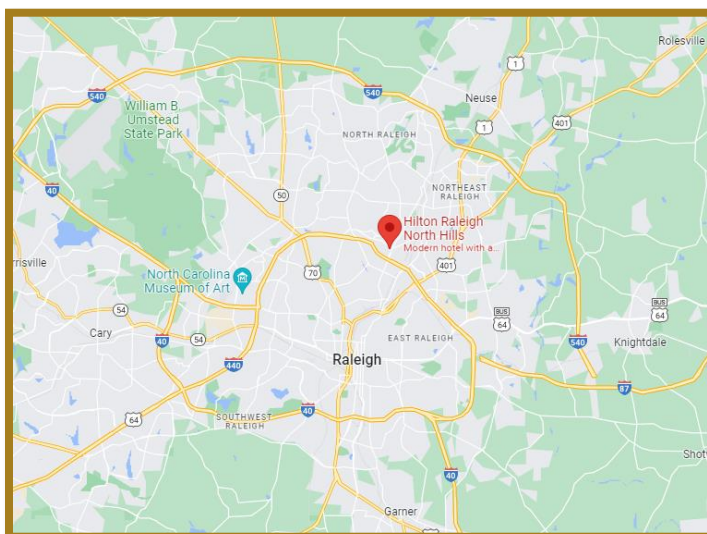 Rolesville
1
540
540
Neuse
William B.
Umstead
State Park
1
401
NORTH RALEIGH
40
50
NORTHEAST
RALEIGH
Hilton Raleigh
North Hills
Modern hotel with a...
rrisville
North Carolina
Museum of Art
70
401
54
BUS
64
BUS
64
Cary
40
54
EAST RALEIGH
540
Knightdale
440
Raleigh
87
64
SOUTHWEST
RALEIGH
40
Shotw
40
Garner